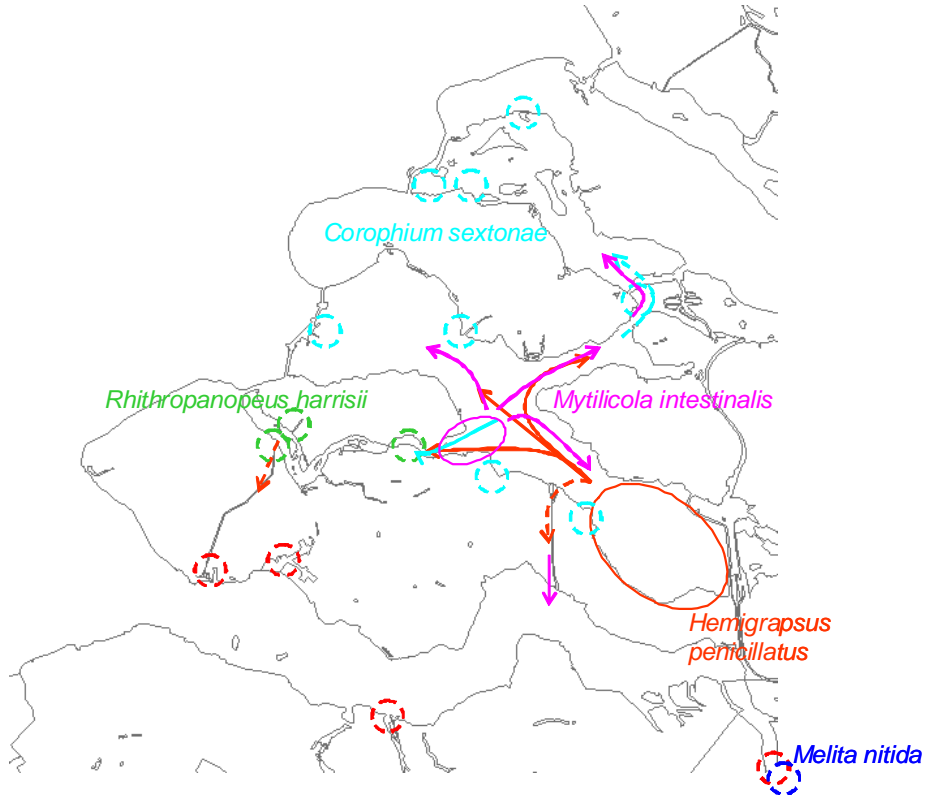 Corophium sextonae
Rhithropanopeus harrisii
Mytilicola intestinalis
Hemigrapsus
penicillatus
Melita nitida